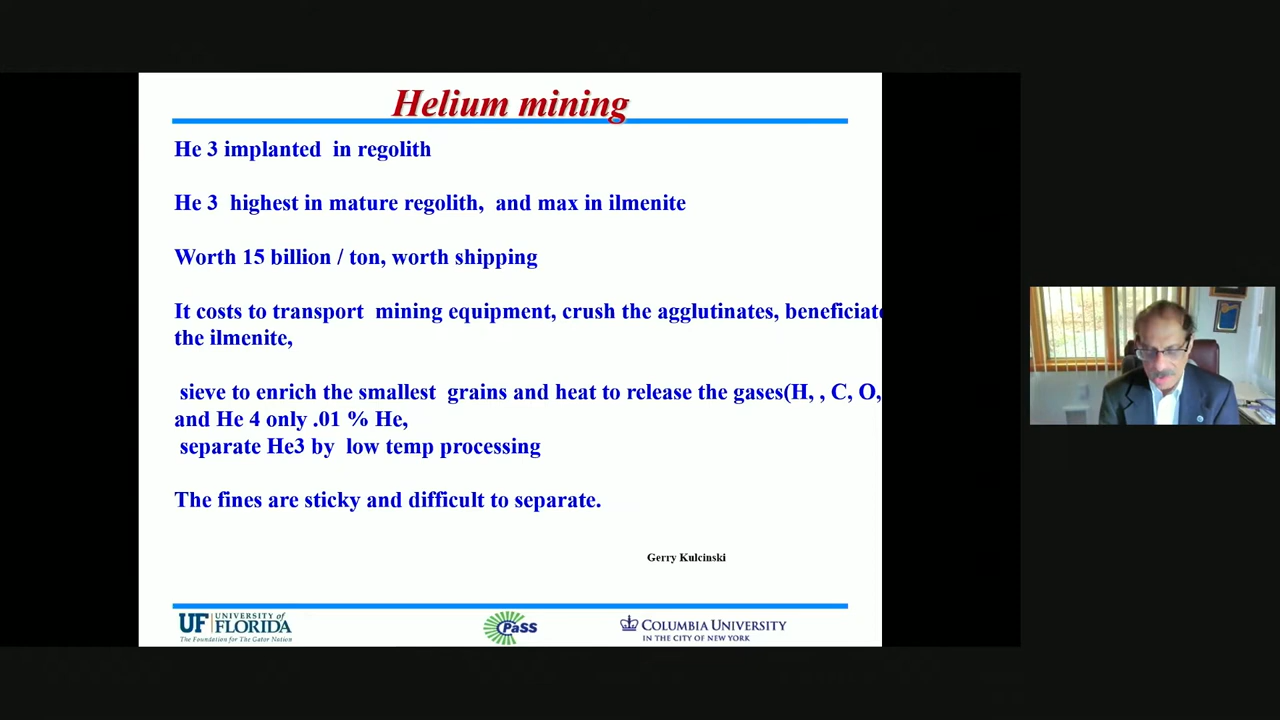 Helium mining
He 3 implanted in regolith
He 3 highest in mature regolith, and max in ilmenite
Worth 15 billion / ton, worth shipping
It costs to transport mining equipment, crush the agglutinates, beneficiate
the ilmenite,
sieve to enrich the smallest grains and heat to release the gases(H, , C, O,
and He 4 only .01 % He,
separate He3 by low temp processing
The fines are sticky and difficult to separate.
Gerry Kulcinski
UF UNIVERSITY of FLORIDA
The Foundation for The Gator Nation
CPaSS
COLUMBIA UNIVERSITY
IN THE CITY OF NEW YORK